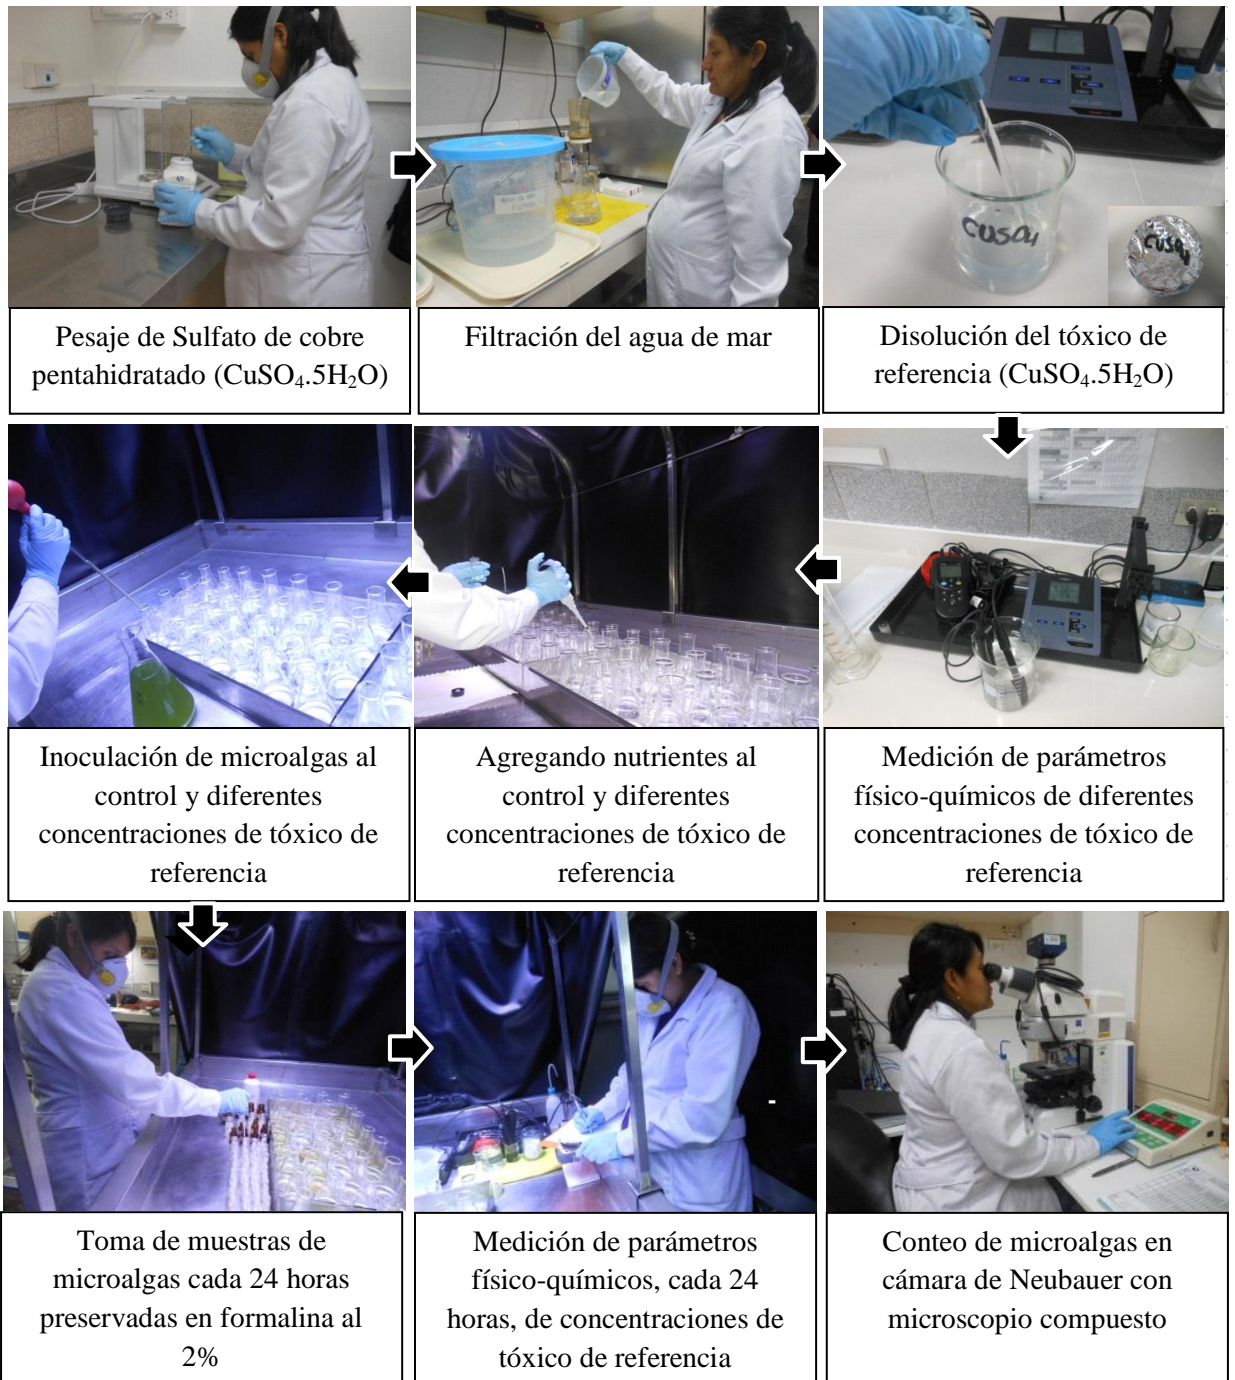 CUSO4
CUSO4
Pesaje de Sulfato de cobre
pentahidratado (CuSO₄.5H₂O)
Filtración del agua de mar
Disolución del tóxico de
referencia (CuSO₄.5H₂O)
Inoculación de microalgas al
control y diferentes
concentraciones de tóxico de
referencia
Agregando nutrientes al
control y diferentes
concentraciones de tóxico de
referencia
Medición de parámetros
físico-químicos de diferentes
concentraciones de tóxico de
referencia
Toma de muestras de
microalgas cada 24 horas
preservadas en formalina al
2%
Medición de parámetros
físico-químicos, cada 24
horas, de concentraciones de
tóxico de referencia
Conteo de microalgas en
cámara de Neubauer con
microscopio compuesto